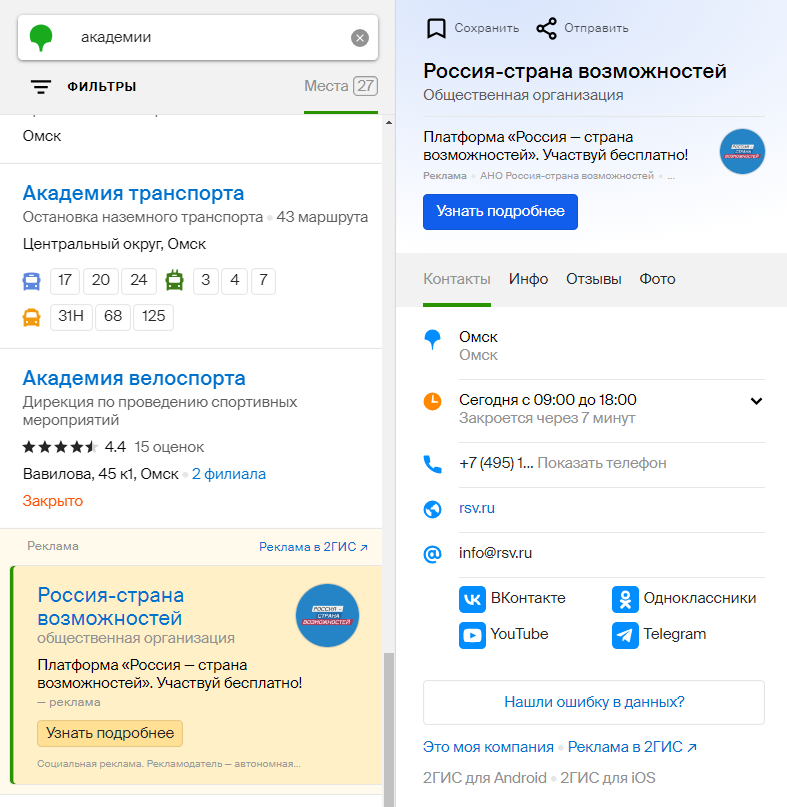 академии
ФИЛЬТРЫ
Места 27
Омск
Академия транспорта
Остановка наземного транспорта • 43 маршрута
Центральный округ, Омск
17 20 24 3 4 7
31Н 68 125
Академия велоспорта
Дирекция по проведению спортивных
мероприятий
4.4 15 оценок
Вавилова, 45 к1, Омск • 2 филиала
Закрыто
Реклама
Реклама в 2ГИС ↗
Россия-страна
возможностей
общественная организация
РОССИЯ –
СТРАНА
ВОЗМОЖНОСТЕЙ
Платформа «Россия — страна
возможностей». Участвуй бесплатно!
— реклама
Узнать подробнее
Социальная реклама. Рекламодатель — автономная...
Сохранить
Отправить
Россия-страна возможностей
Общественная организация
Платформа «Россия — страна
возможностей». Участвуй бесплатно!
Реклама • АНО Россия-страна возможностей • ...
РОССИЯ –
СТРАНА
ВОЗМОЖНОСТЕЙ
Узнать подробнее
Контакты Инфо Отзывы Фото
Омск
Омск
Сегодня с 09:00 до 18:00
Закроется через 7 минут
+7 (495) 1... Показать телефон
rsv.ru
info@rsv.ru
ВКонтакте
Одноклассники
YouTube
Telegram
Нашли ошибку в данных?
Это моя компания • Реклама в 2ГИС ↗
2ГИС для Android • 2ГИС для iOS